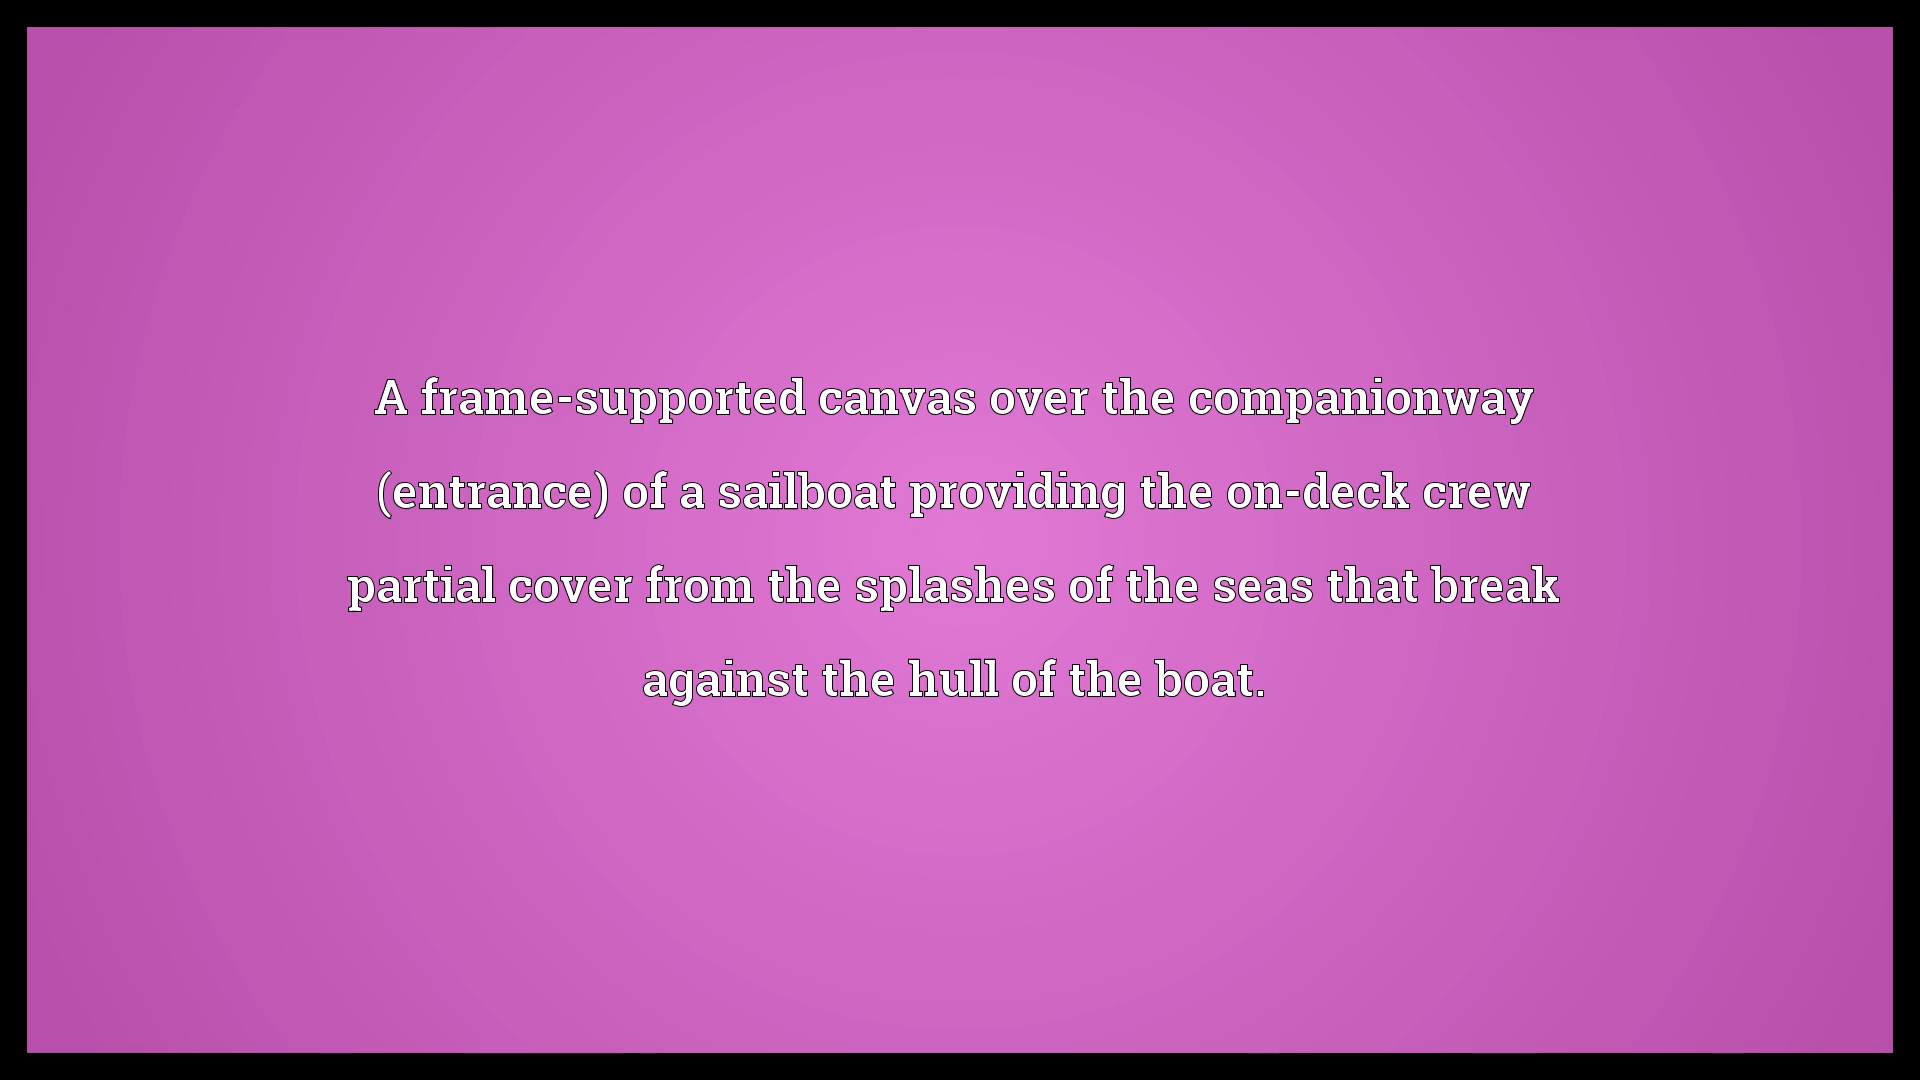 A frame-supported canvas over the companionway
(entrance) of a sailboat providing the on-deck crew
partial cover from the splashes of the seas that break
against the hull of the boat.